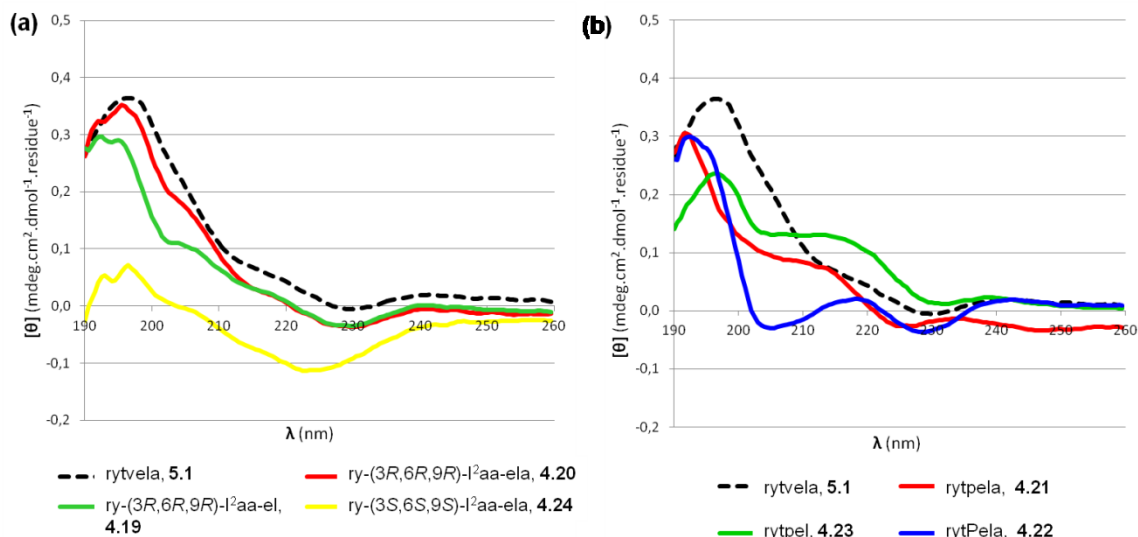 (a)
[θ] (mdeg.cm².dmol⁻¹.residue⁻¹)
0,5
0,4
0,3
0,2
0,1
0,0
-0,1
-0,2
190 200 210 220 230 240 250 260
λ (nm)
rytvela, 5.1
ry-(3R,6R,9R)-I²aa-ela, 4.20
ry-(3R,6R,9R)-I²aa-el,
4.19
ry-(3S,6S,9S)-I²aa-ela, 4.24
(b)
[θ] (mdeg.cm².dmol⁻¹.residue⁻¹)
0,5
0,4
0,3
0,2
0,1
0,0
-0,1
-0,2
190 200 210 220 230 240 250 260
λ (nm)
rytvela, 5.1
rytpela, 4.21
rytpel, 4.23
rytPela, 4.22